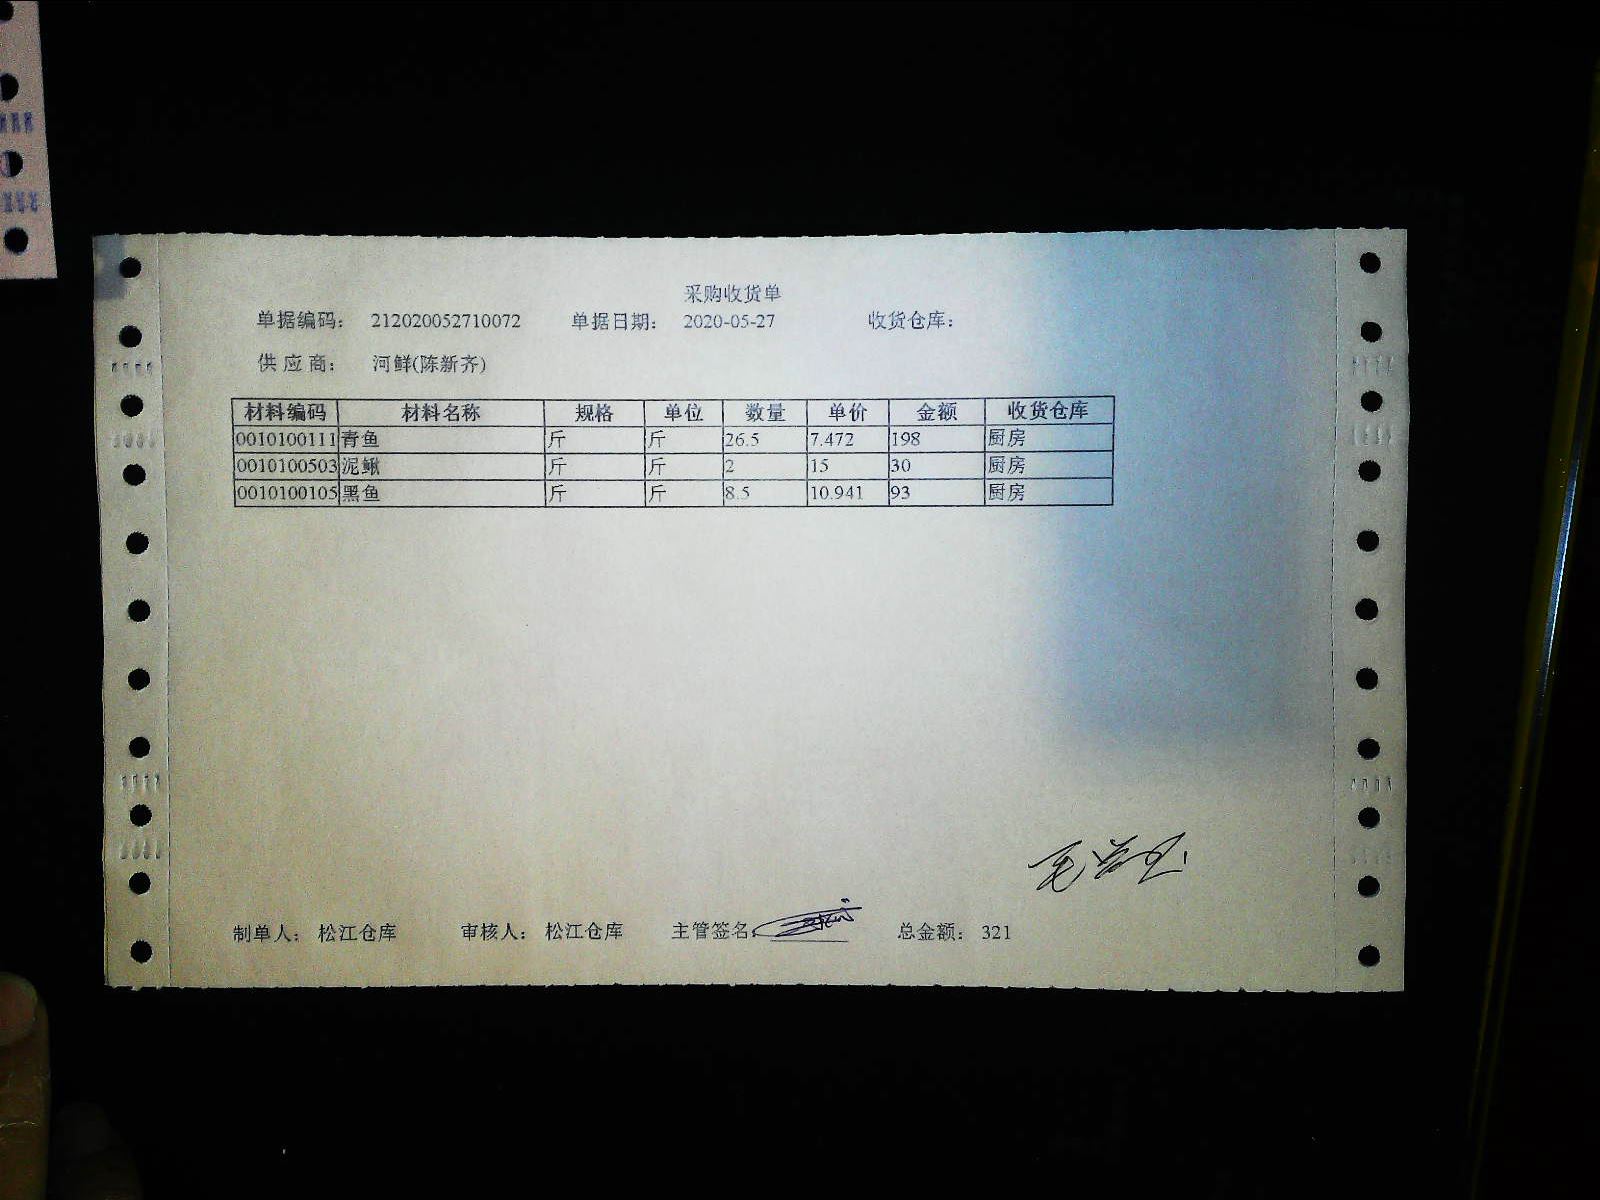 采购收货单
单据编码： 212020052710072 单据日期： 2020-05-27 收货仓库：
供 应 商： 河鲜(陈新齐)
材料编码 材料名称 规格 单位 数量 单价 金额 收货仓库
0010100111 青鱼 斤 斤 26.5 7.472 198 厨房
0010100503 泥鳅 斤 斤 2 15 30 厨房
0010100105 黑鱼 斤 斤 8.5 10.941 93 厨房
制单人： 松江仓库 审核人： 松江仓库 主管签名： 总金额： 321